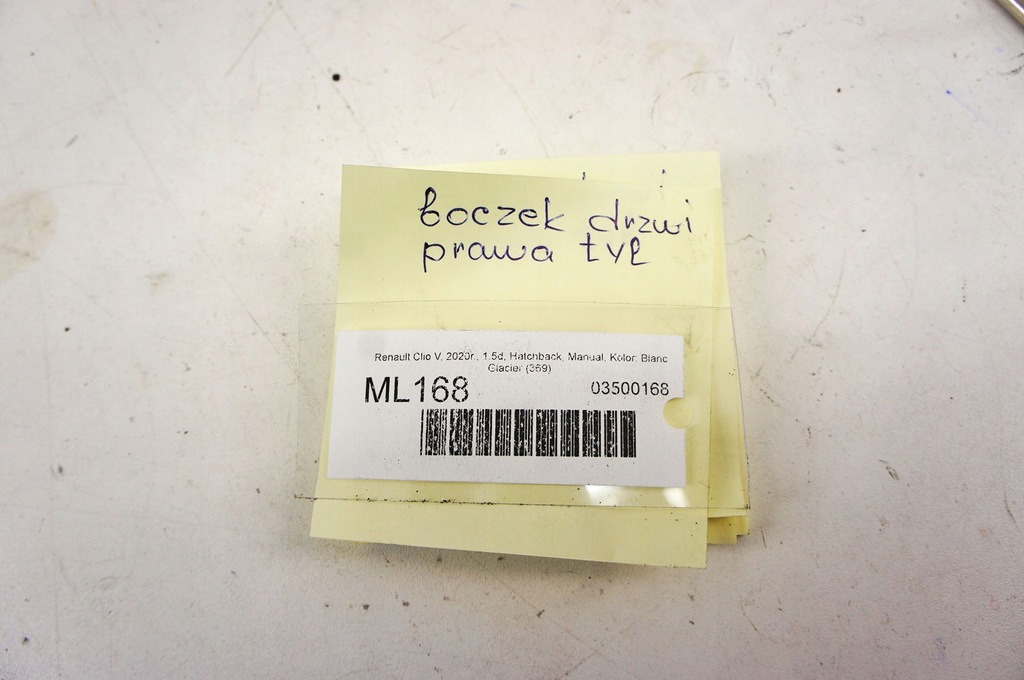 boczek drzwi
prawa tył
Renault Clio V, 2020r., 1.5d, Hatchback, Manual, Kolor: Blanc
Glacier (369)
ML168 03500168